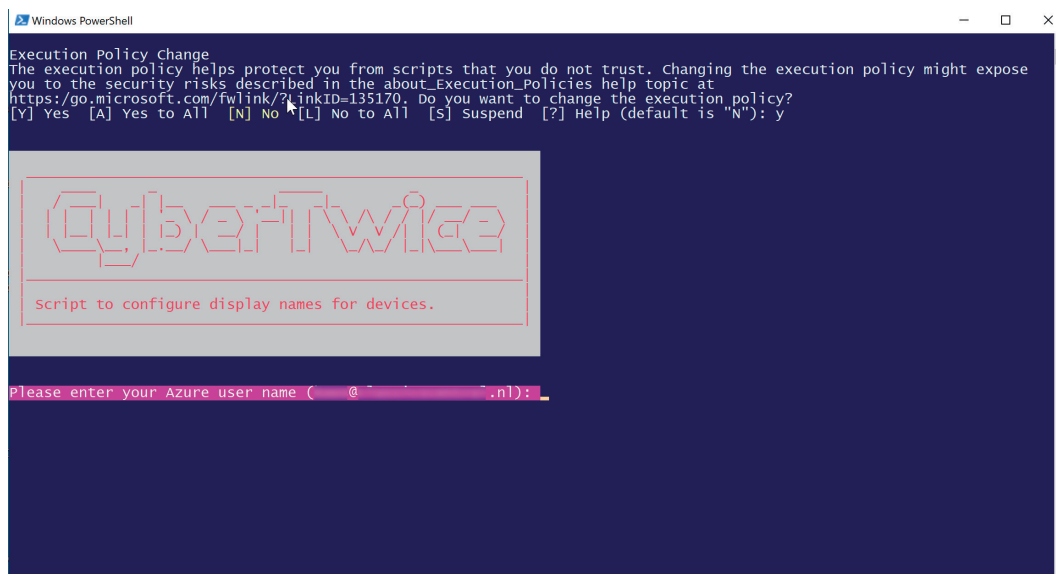 Windows PowerShell
Execution Policy Change
The execution policy helps protect you from scripts that you do not trust. Changing the execution policy might expose
you to the security risks described in the about_Execution_Policies help topic at
https:/go.microsoft.com/fwlink/?LinkID=135170. Do you want to change the execution policy?
[Y] Yes  [A] Yes to All  [N] No  [L] No to All  [S] Suspend  [?] Help (default is "N"): y
CyberTwice
Script to configure display names for devices.
Please enter your Azure user name ( @ .nl):